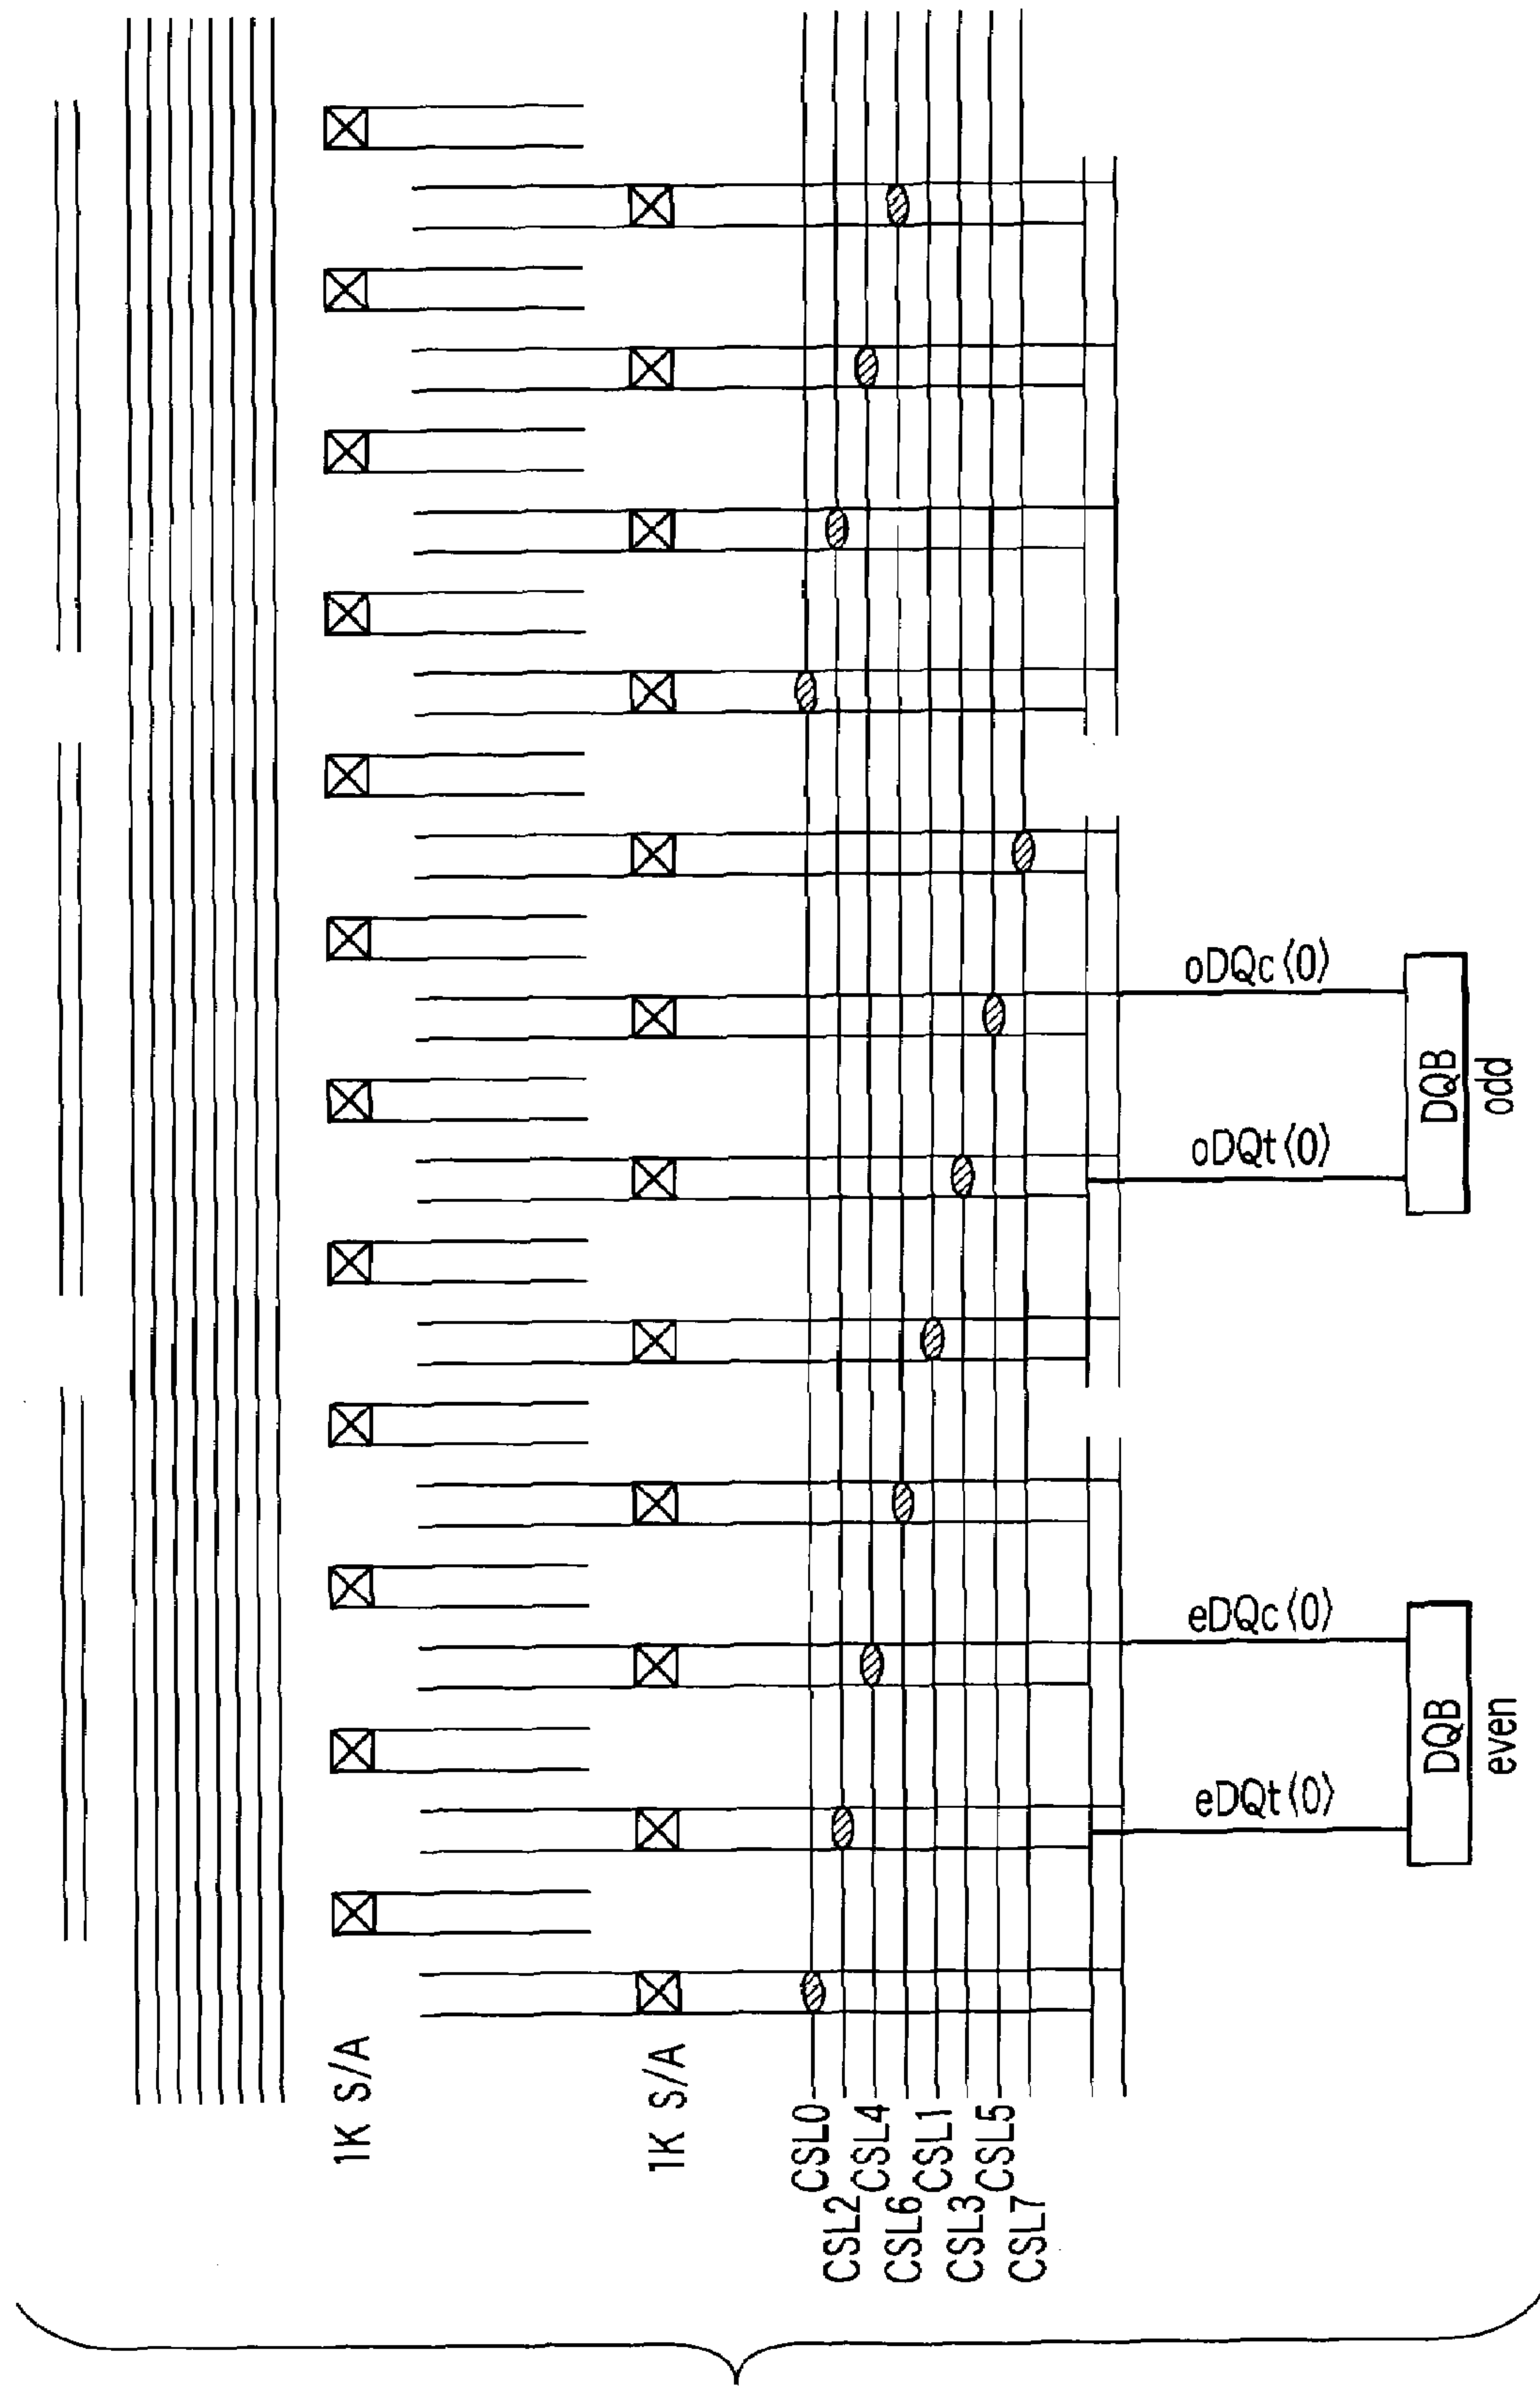 1K S/A
1K S/A
CSL0
CSL2
CSL4
CSL6
CSL1
CSL3
CSL5
CSL7
eDQt⟨0⟩
eDQc⟨0⟩
oDQt⟨0⟩
oDQc⟨0⟩
DQB
even
DQB
odd